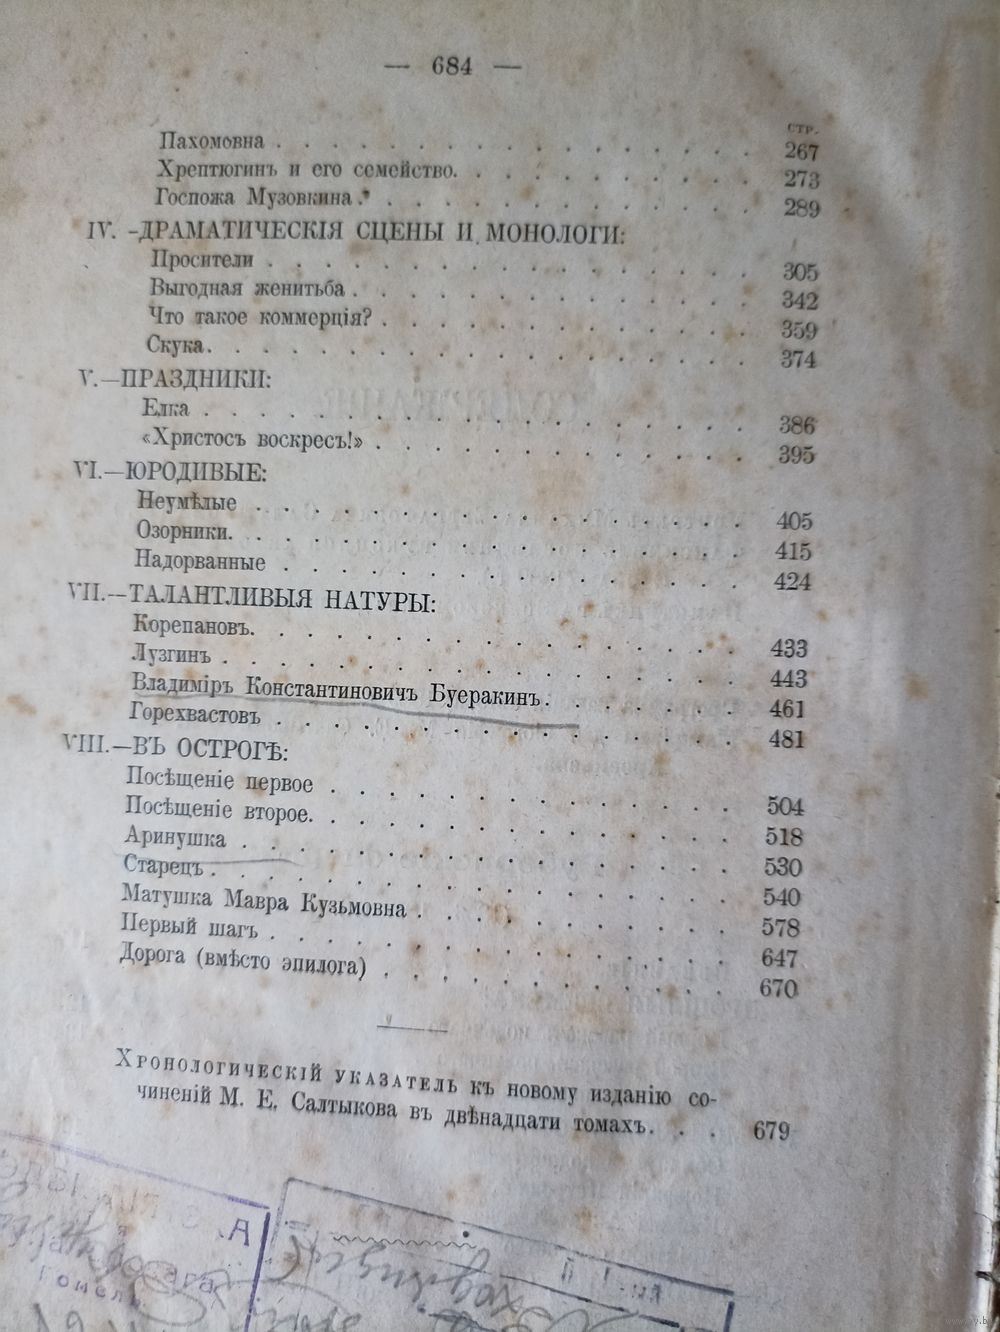 — 684 —
СТР.
Пахомовна . . . . . . . . . . . . . . . . . 267
Хрептюгинъ и его семейство. . . . . . . . . . . 273
Госпожа Музовкина . . . . . . . . . . . . . . 289
IV. –ДРАМАТИЧЕСКІЯ СЦЕНЫ И МОНОЛОГИ:
Просители . . . . . . . . . . . . . . . . . 305
Выгодная женитьба . . . . . . . . . . . . . . 342
Что такое коммерція? . . . . . . . . . . . . . 359
Скука. . . . . . . . . . . . . . . . . . . 374
V.—ПРАЗДНИКИ:
Елка . . . . . . . . . . . . . . . . . . . 386
«Христосъ воскресъ!» . . . . . . . . . . . . . 395
VI.—ЮРОДИВЫЕ:
Неумѣлые . . . . . . . . . . . . . . . . . 405
Озорники. . . . . . . . . . . . . . . . . . 415
Надорванные . . . . . . . . . . . . . . . . 424
VII.—ТАЛАНТЛИВЫЯ НАТУРЫ:
Корепановъ. . . . . . . . . . . . . . . . . 433
Лузгинъ . . . . . . . . . . . . . . . . . . 443
Владиміръ Константиновичъ Буеракинъ. . . . . . . 461
Горехвастовъ . . . . . . . . . . . . . . . . 481
VIII.—ВЪ ОСТРОГѢ:
Посѣщеніе первое . . . . . . . . . . . . . . 504
Посѣщеніе второе. . . . . . . . . . . . . . . 518
Аринушка . . . . . . . . . . . . . . . . . 530
Старецъ . . . . . . . . . . . . . . . . . . 540
Матушка Мавра Кузьмовна . . . . . . . . . . . 578
Первый шагъ . . . . . . . . . . . . . . . . 647
Дорога (вмѣсто эпилога) . . . . . . . . . . . . 670
Хронологическій указатель къ новому изданію со-
чиненій М. Е. Салтыкова въ двѣнадцати томахъ. . . 679